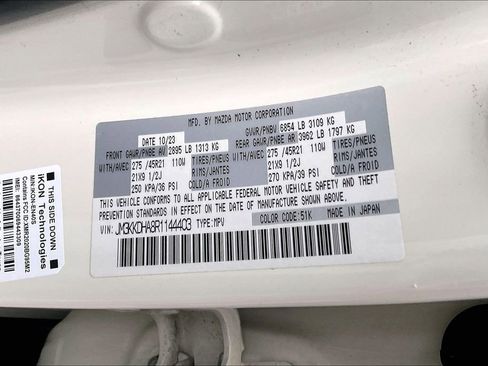 MFD. BY MAZDA MOTOR CORPORATION
DATE 10/23
GVWR/PNBV 6854 LB 3109 KG
FRONT GAWR/PNBE AV 2895 LB 1313 KG
REAR GAWR/PNBE AR 3962 LB 1797 KG
WITH/AVEC 275 /45R21 110W TIRES/PNEUS
21X9 1/2J RIMS/JANTES
250 KPA/36 PSI COLD/A FROID
WITH/AVEC 275 /45R21 110W TIRES/PNEUS
21X9 1/2J RIMS/JANTES
270 KPA/39 PSI COLD/A FROID
THIS VEHICLE CONFORMS TO ALL APPLICABLE FEDERAL MOTOR VEHICLE SAFETY, BUMPER, AND THEFT
PREVENTION STANDARDS IN EFFECT ON THE DATE OF MANUFACTURE SHOWN ABOVE.
VIN: JM3KKDHA8R1144403 TYPE:MPV
COLOR CODE:51K MADE IN JAPAN
THIS SIDE DOWN
iKON Technologies
MIN:IKON-EN40S